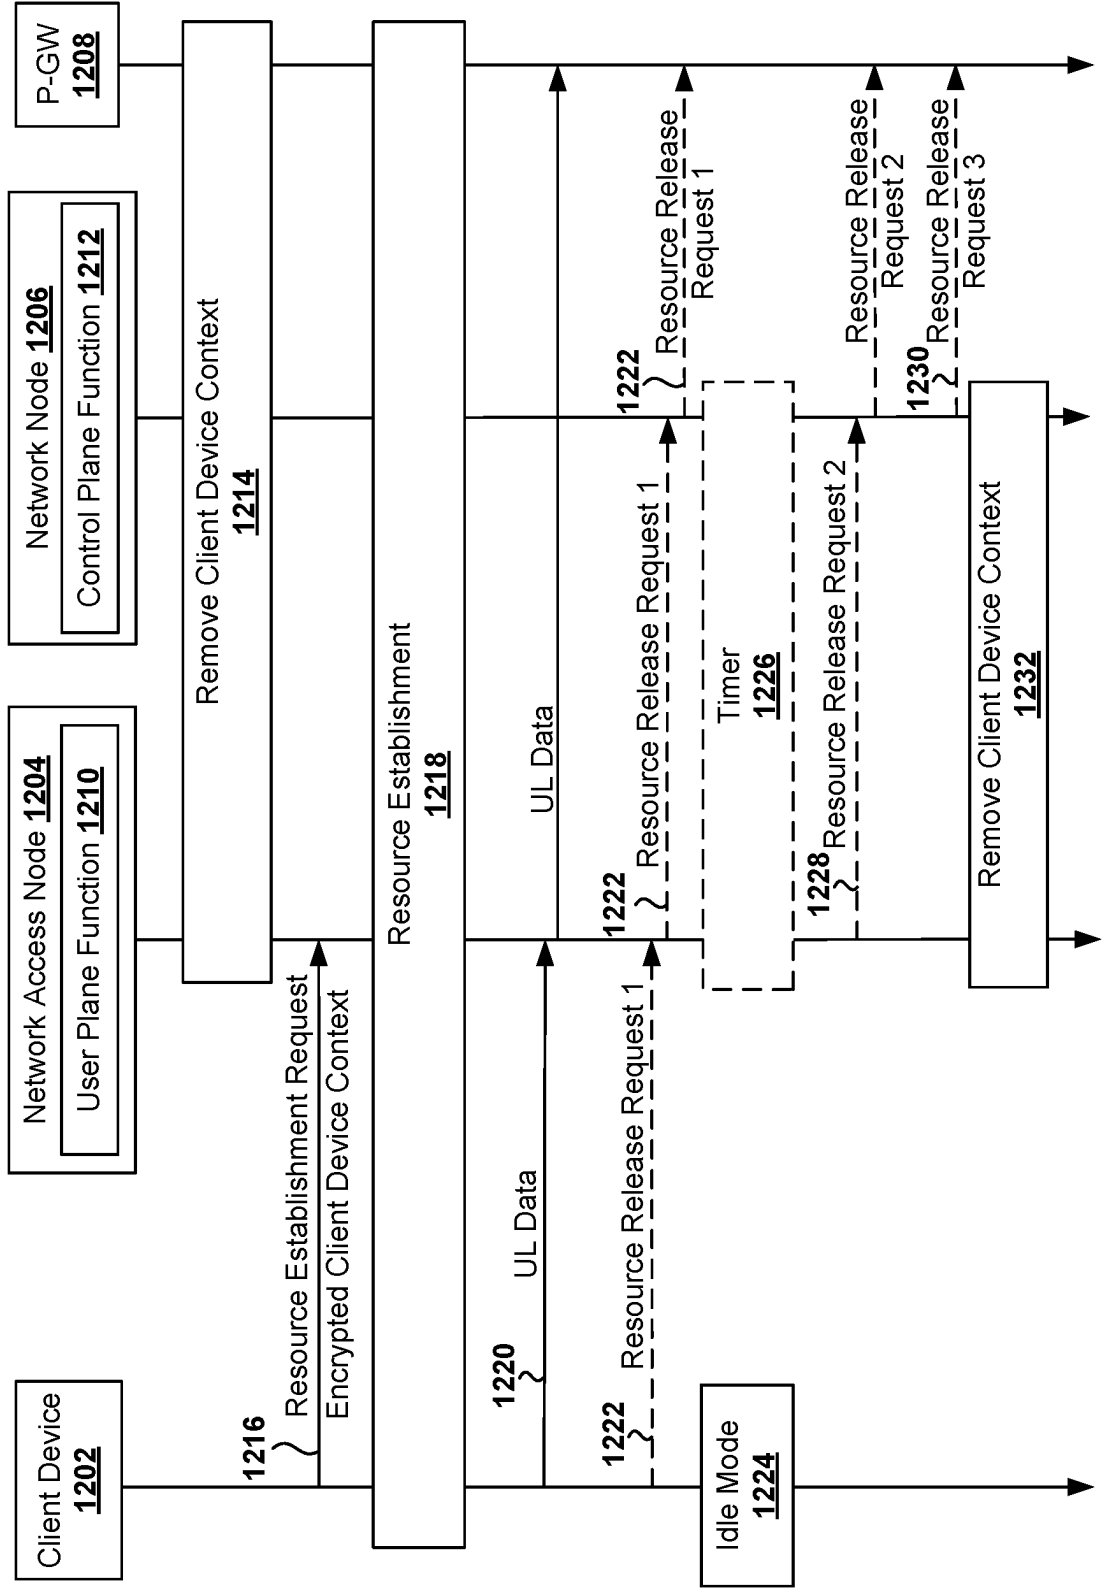 Client Device
1202
Network Access Node 1204
User Plane Function 1210
Network Node 1206
Control Plane Function 1212
P-GW
1208
Remove Client Device Context
1214
1216
Resource Establishment Request
Encrypted Client Device Context
Resource Establishment
1218
1220
UL Data
UL Data
1222
Resource Release Request 1
1222
Resource Release Request 1
1222
Resource Release
Request 1
Idle Mode
1224
Timer
1226
1228
Resource Release Request 2
Resource Release
Request 2
1230
Resource Release
Request 3
Remove Client Device Context
1232